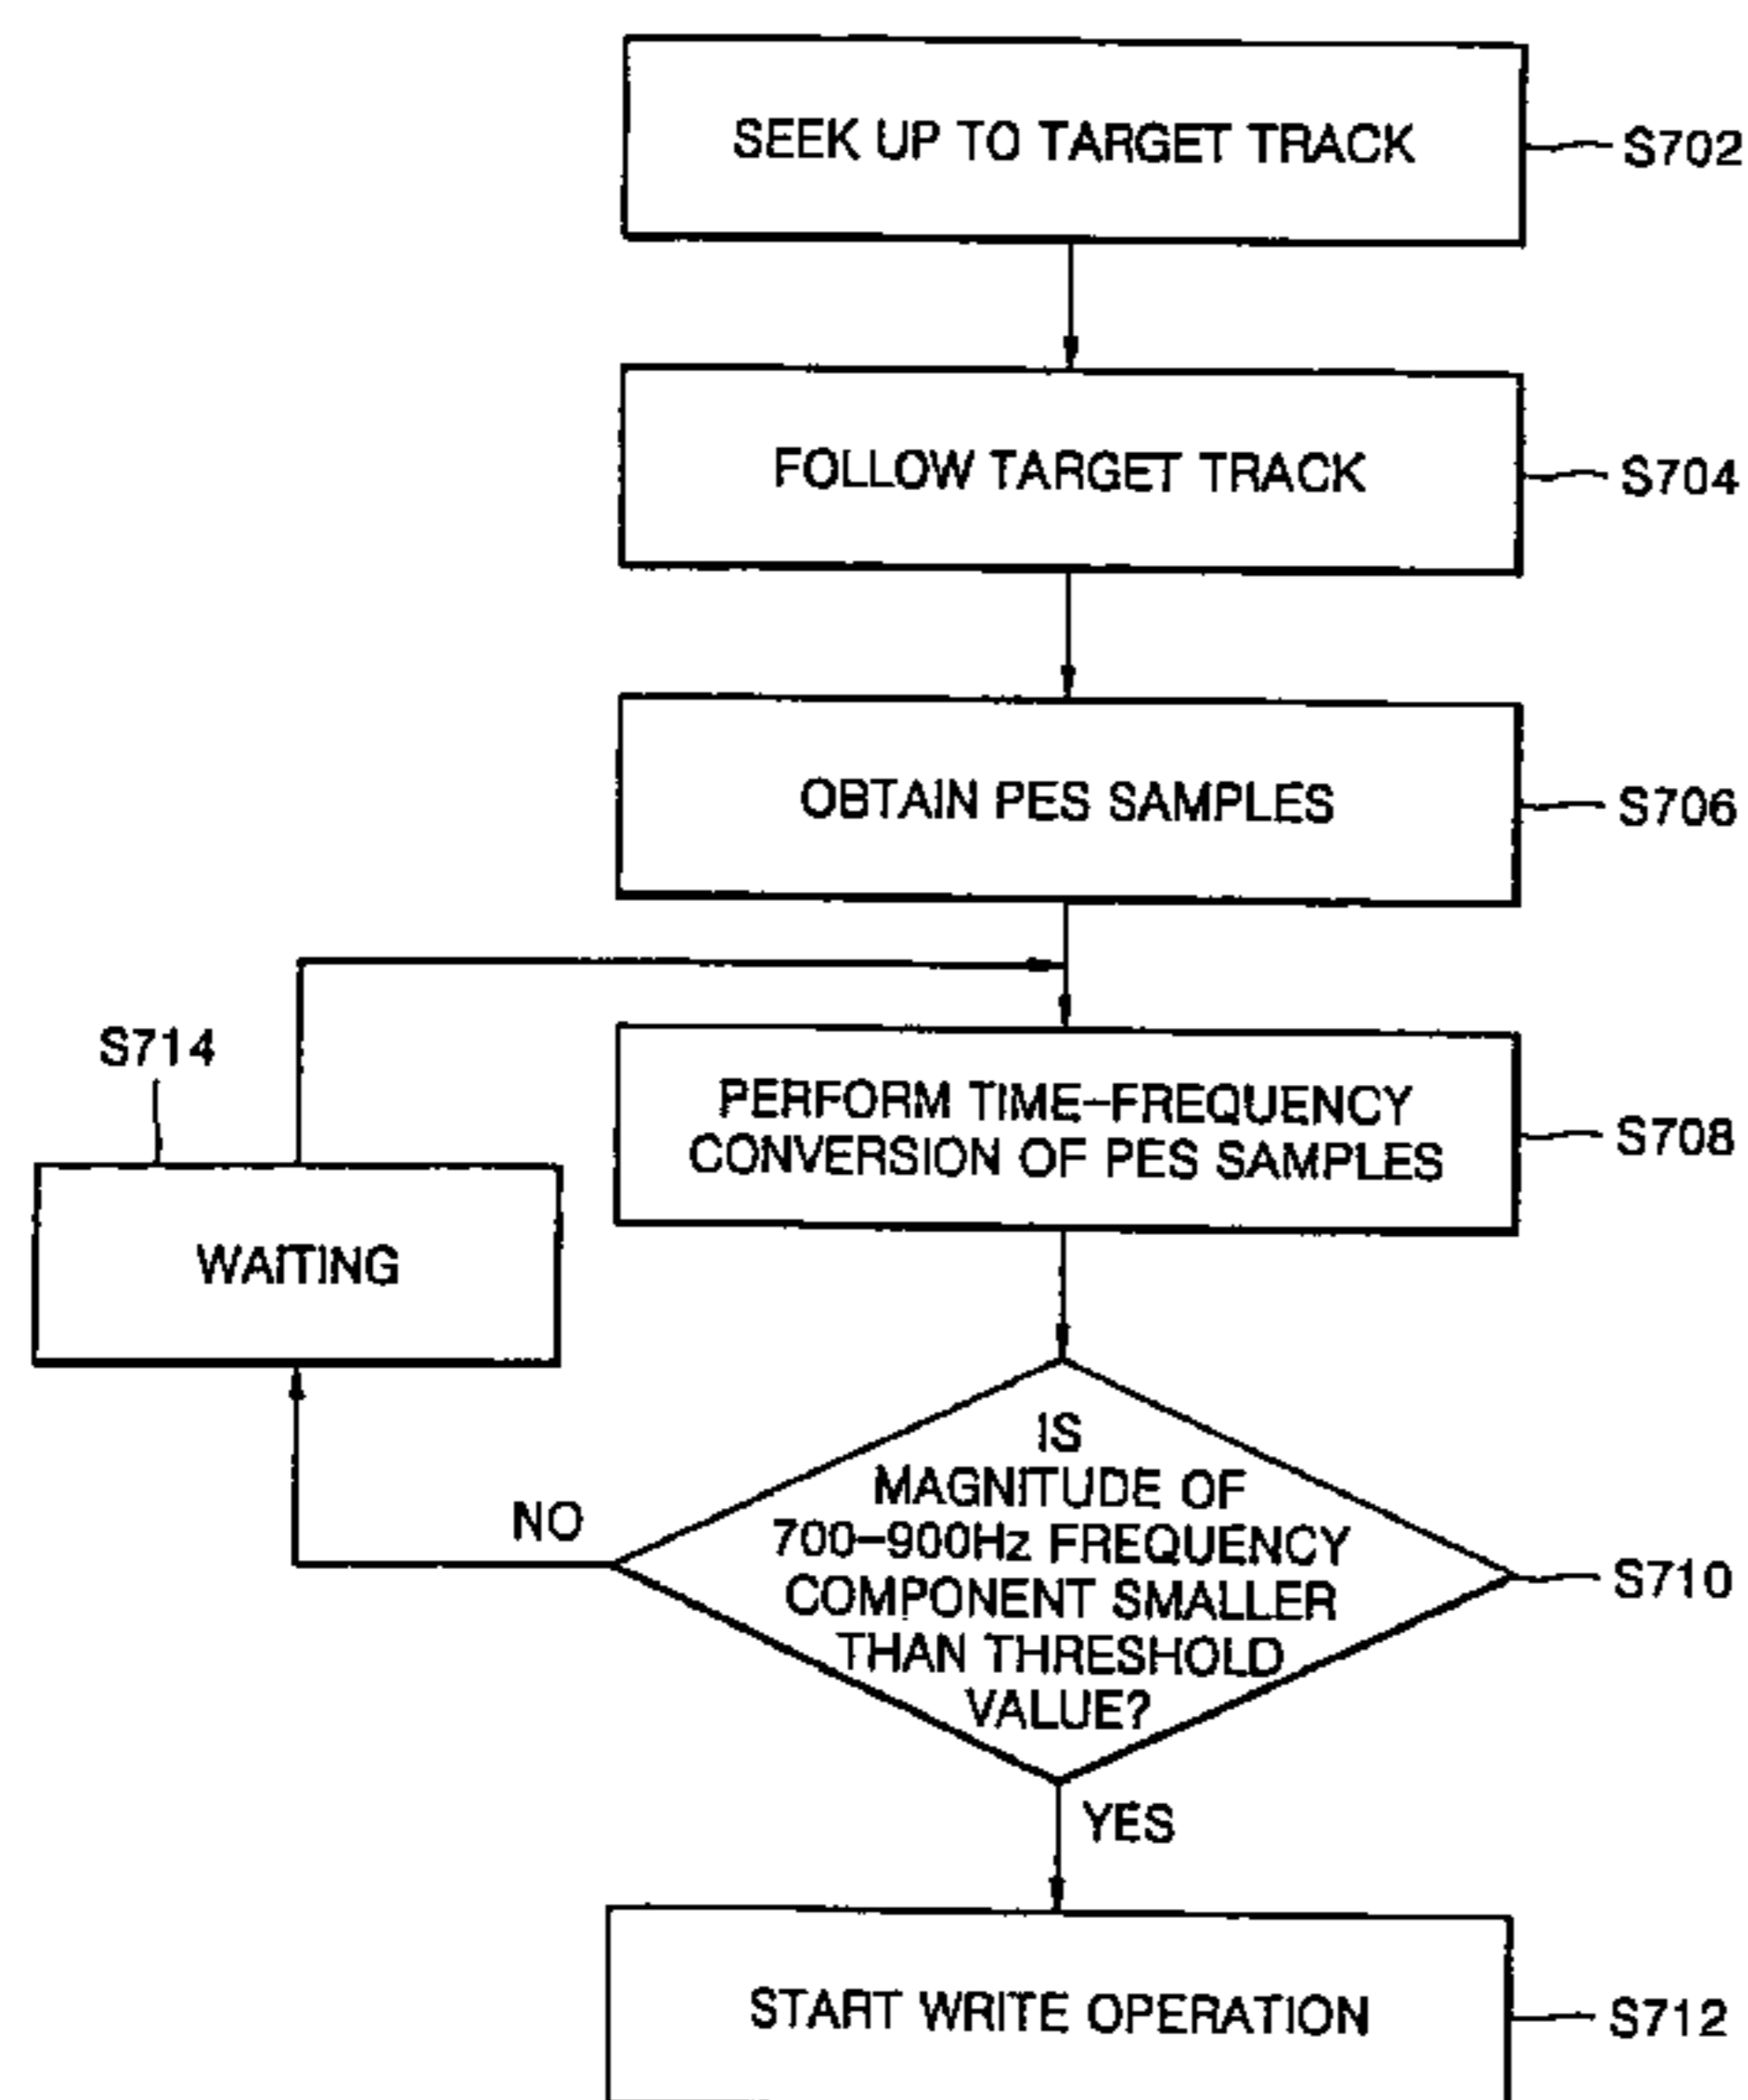 SEEK UP TO TARGET TRACK
S702
FOLLOW TARGET TRACK
S704
OBTAIN PES SAMPLES
S706
S714
PERFORM TIME-FREQUENCY
CONVERSION OF PES SAMPLES
S708
WAITING
IS
MAGNITUDE OF
700-900Hz FREQUENCY
COMPONENT SMALLER
THAN THRESHOLD
VALUE?
NO
S710
YES
START WRITE OPERATION
S712